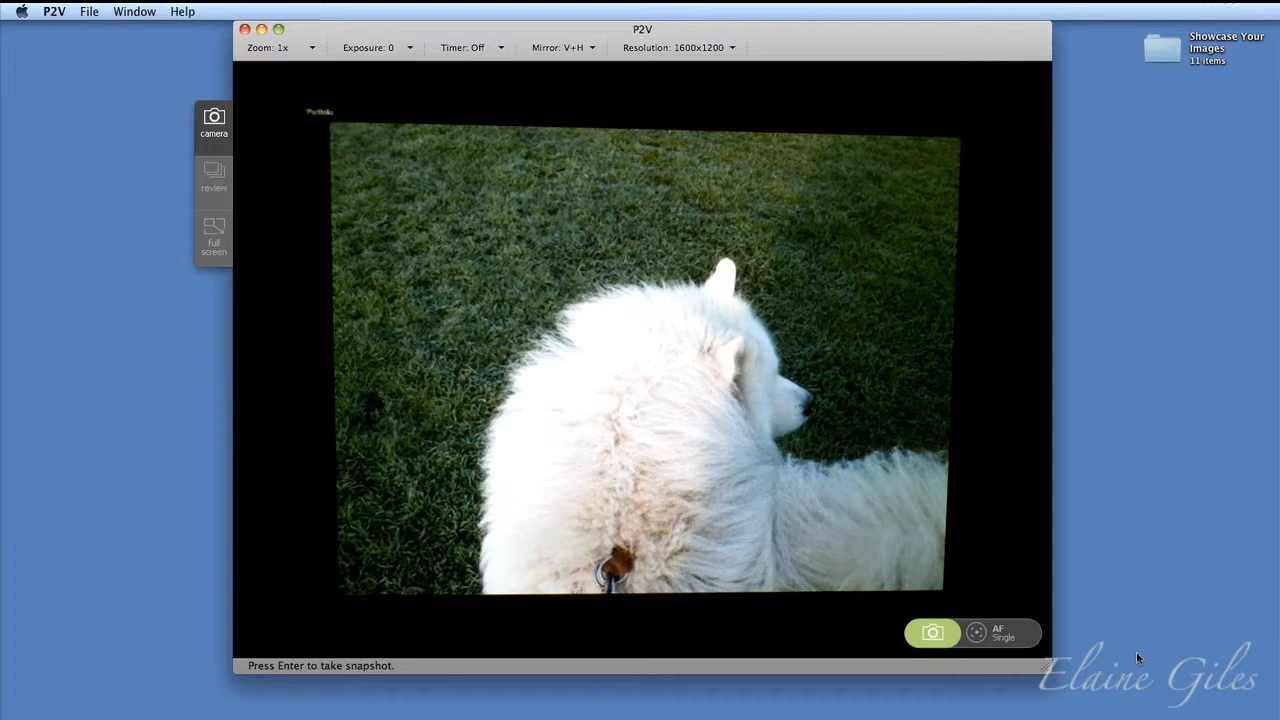 P2V File Window Help
P2V
Zoom: 1x Exposure: 0 Timer: Off Mirror: V+H Resolution: 1600x1200
Showcase Your
Images
11 items
Portfolio
camera
review
full
screen
AF
Single
Press Enter to take snapshot.
Elaine Giles